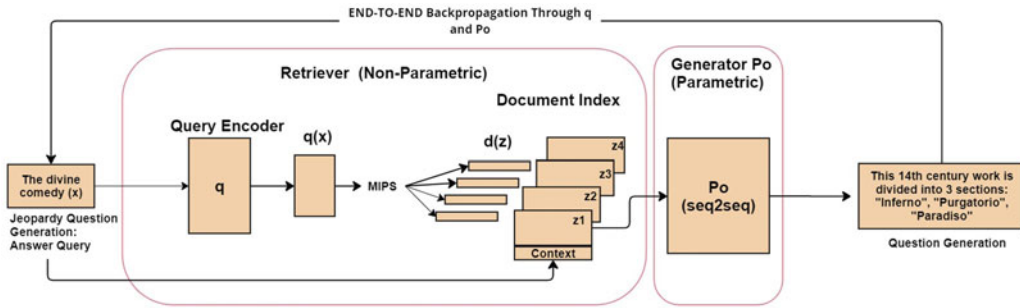 END-TO-END Backpropagation Through q
and Po
Retriever (Non-Parametric)
Generator Po
(Parametric)
Document Index
Query Encoder
q(x)
d(z)
z4
z3
z2
z1
Context
The divine
comedy (x)
q
MIPS
Po
(seq2seq)
This 14th century work is
divided into 3 sections:
"Inferno", "Purgatorio",
"Paradiso"
Jeopardy Question
Generation:
Answer Query
Question Generation